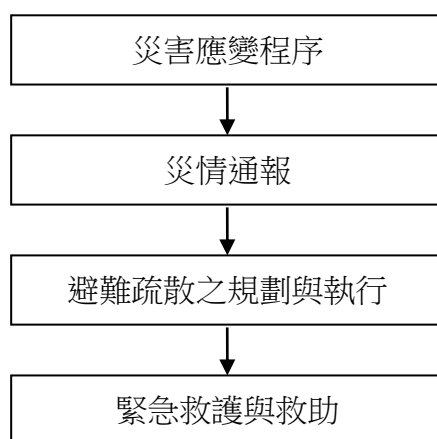 災害應變程序
災情通報
避難疏散之規劃與執行
緊急救護與救助